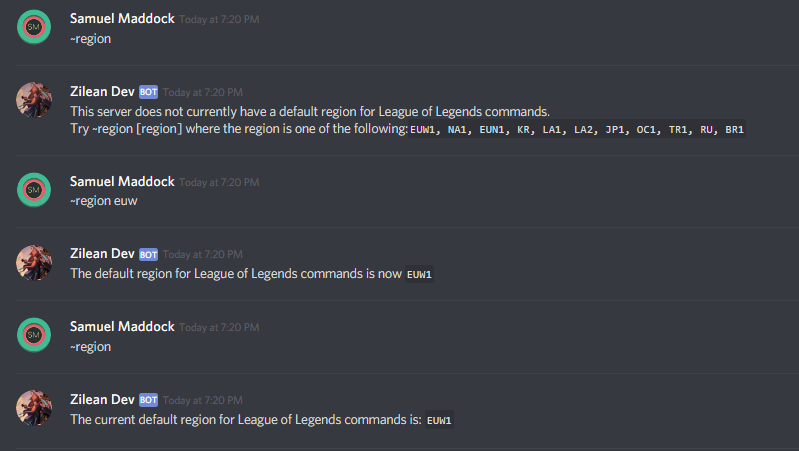 Samuel Maddock Today at 7:20 PM
SM
~region
Zilean Dev BOT Today at 7:20 PM
This server does not currently have a default region for League of Legends commands.
Try ~region [region] where the region is one of the following: EUW1, NA1, EUN1, KR, LA1, LA2, JP1, OC1, TR1, RU, BR1
Samuel Maddock Today at 7:20 PM
SM
~region euw
Zilean Dev BOT Today at 7:20 PM
The default region for League of Legends commands is now EUW1
Samuel Maddock Today at 7:20 PM
SM
~region
Zilean Dev BOT Today at 7:20 PM
The current default region for League of Legends commands is: EUW1